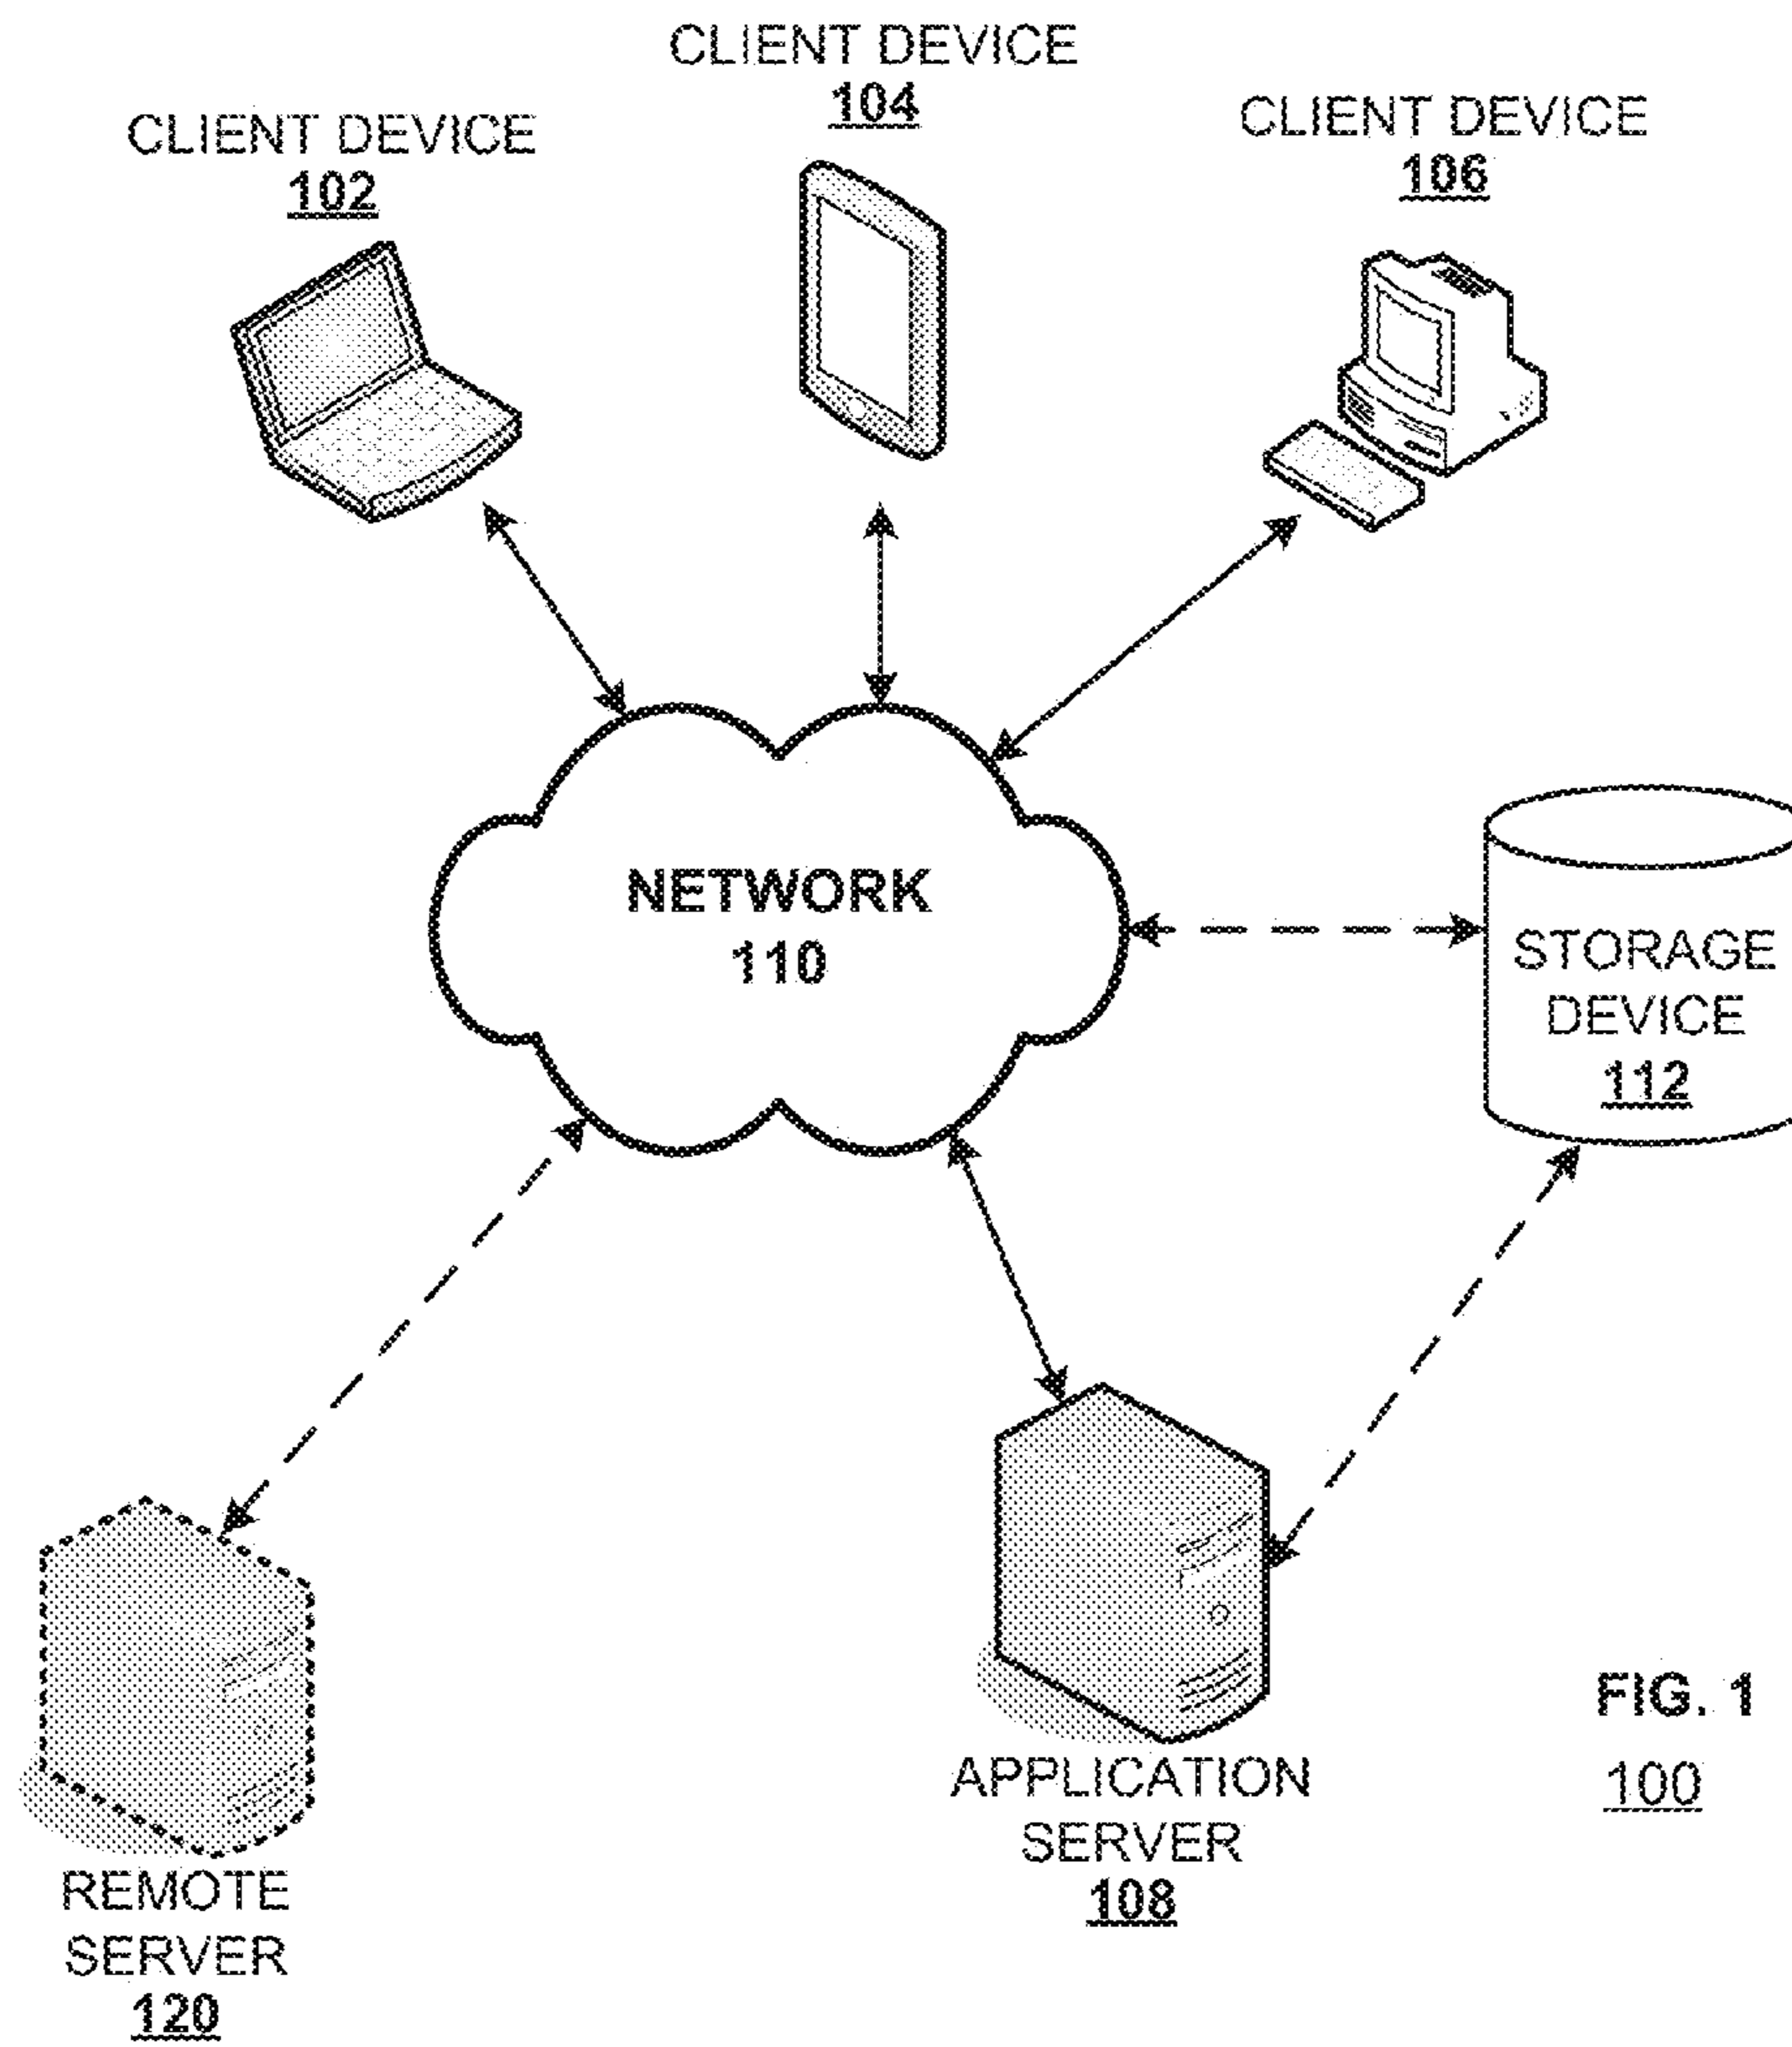 CLIENT DEVICE
104
CLIENT DEVICE
102
CLIENT DEVICE
106
NETWORK
110
STORAGE
DEVICE
112
APPLICATION
SERVER
108
REMOTE
SERVER
120
FIG. 1
100